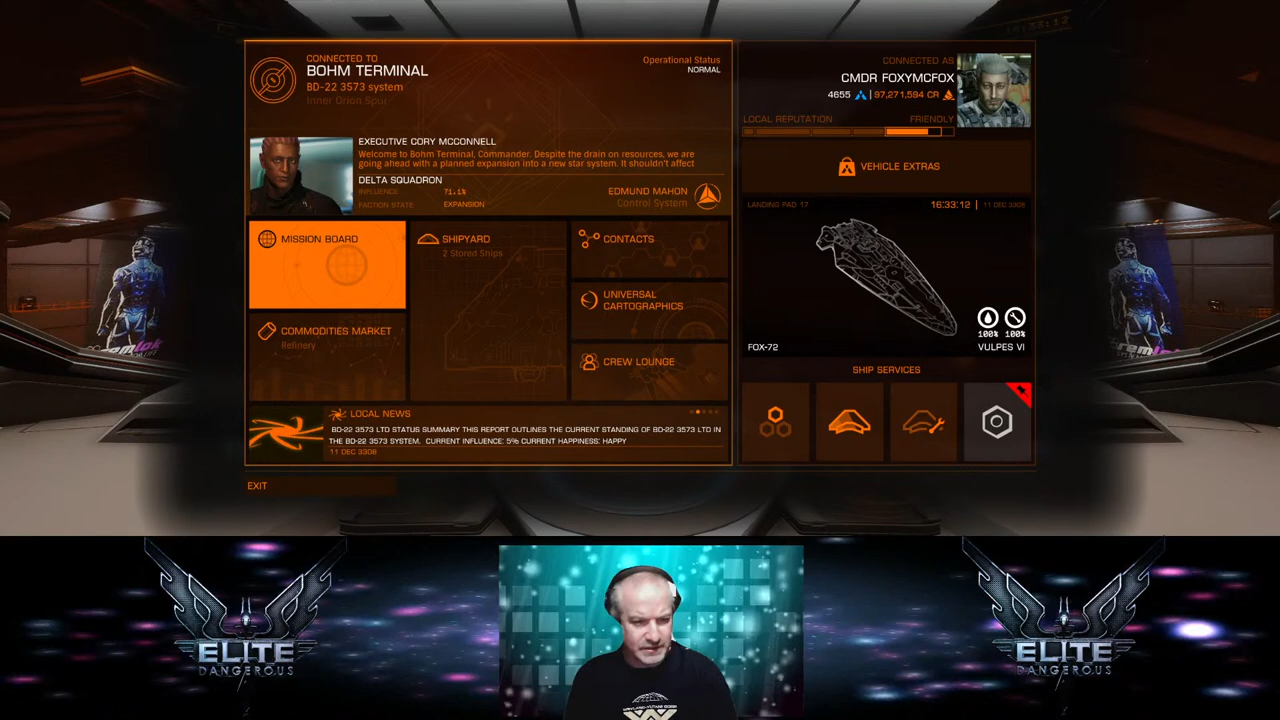 CONNECTED TO
BOHM TERMINAL
BD-22 3573 system
Inner Orion Spur
Operational Status
NORMAL
EXECUTIVE CORY MCCONNELL
Welcome to Bohm Terminal, Commander. Despite the drain on resources, we are
going ahead with a planned expansion into a new star system. It shouldn't affect
DELTA SQUADRON
INFLUENCE 71.1%
FACTION STATE EXPANSION
EDMUND MAHON
Control System
MISSION BOARD
SHIPYARD
2 Stored Ships
CONTACTS
UNIVERSAL
CARTOGRAPHICS
COMMODITIES MARKET
Refinery
CREW LOUNGE
LOCAL NEWS
BD-22 3573 LTD STATUS SUMMARY THIS REPORT OUTLINES THE CURRENT STANDING OF BD-22 3573 LTD IN
THE BD-22 3573 SYSTEM. CURRENT INFLUENCE: 5% CURRENT HAPPINESS: HAPPY
11 DEC 3308
EXIT
CONNECTED AS
CMDR FOXYMCFOX
4655 | 97,271,594 CR
LOCAL REPUTATION FRIENDLY
VEHICLE EXTRAS
LANDING PAD 17 16:33:12 | 11 DEC 3308
100% 100%
FOX-72 VULPES VI
SHIP SERVICES
ELITE
DANGEROUS
ELITE
DANGEROUS